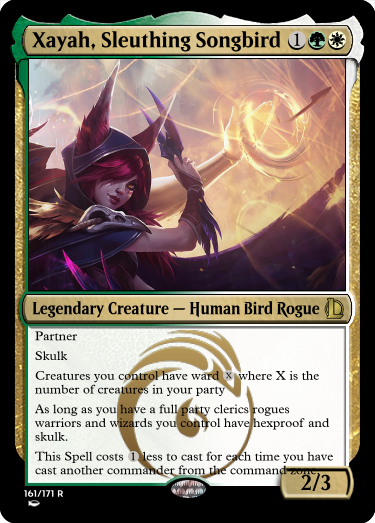 Xayah, Sleuthing Songbird 1
Legendary Creature — Human Bird Rogue
Partner
Skulk
Creatures you control have ward X where X is the
number of creatures in your party
As long as you have a full party clerics rogues
warriors and wizards you control have hexproof and
skulk.
This Spell costs 1 less to cast for each time you have
cast another commander from the command zone.
2/3
161/171 R